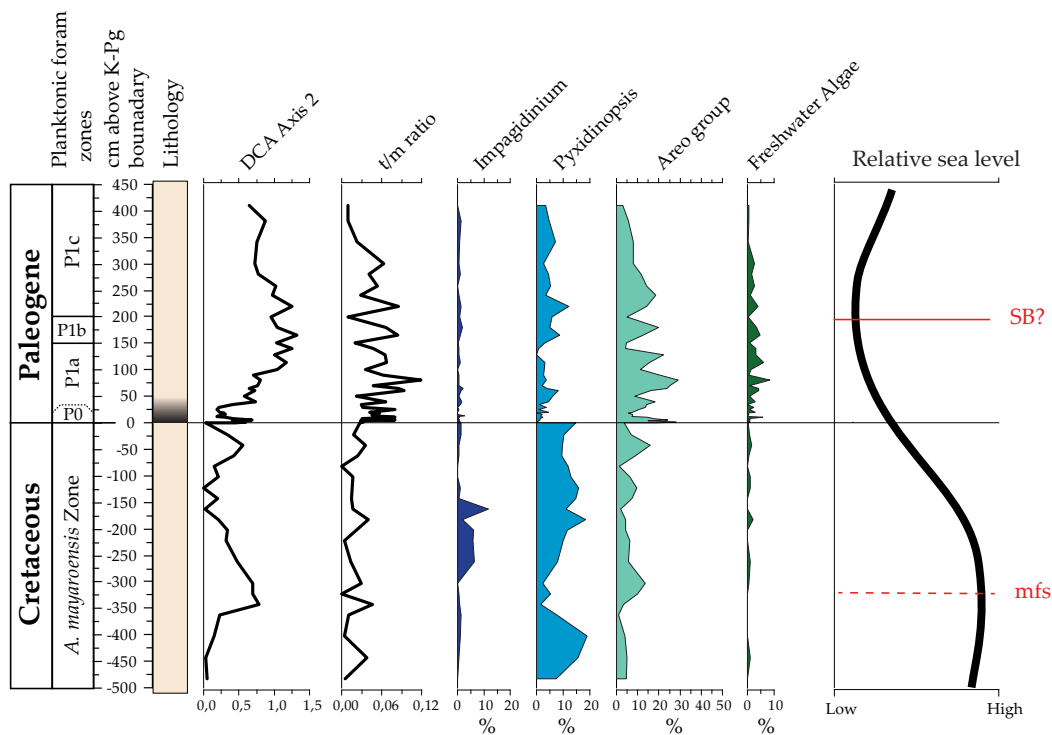 Planktonic foram
zones
cm above K-Pg
bounadary
Lithology
DCA Axis 2
t/m ratio
Impagidinium
Pyxidinopsis
Areo group
Freshwater Algae
Relative sea level
Paleogene
Cretaceous
P1c
P1b
P1a
P0
A. mayaroensis Zone
450
400
350
300
250
200
150
100
50
0
-50
-100
-150
-200
-250
-300
-350
-400
-450
-500
SB?
mfs
0,0 0,5 1,0 1,5
0,00 0,06 0,12
0 10 20
0 10 20
0 10 20 30 40 50
0 10
Low High
% % % %